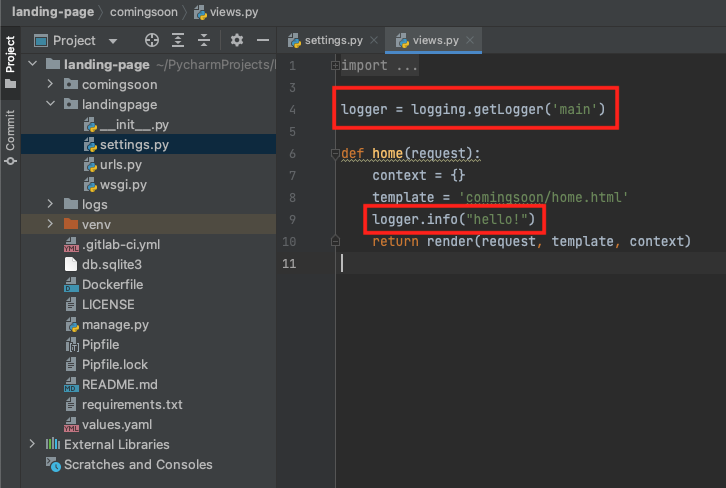 landing-page > comingsoon > views.py
Project
Commit
Project
landing-page ~/PycharmProjects/
comingsoon
landingpage
__init__.py
settings.py
urls.py
wsgi.py
logs
venv
.gitlab-ci.yml
db.sqlite3
Dockerfile
LICENSE
manage.py
Pipfile
Pipfile.lock
README.md
requirements.txt
values.yaml
External Libraries
Scratches and Consoles
settings.py
views.py
1 import ...
3
4 logger = logging.getLogger('main')
5
6 def home(request):
7 context = {}
8 template = 'comingsoon/home.html'
9 logger.info("hello!")
10 return render(request, template, context)
11